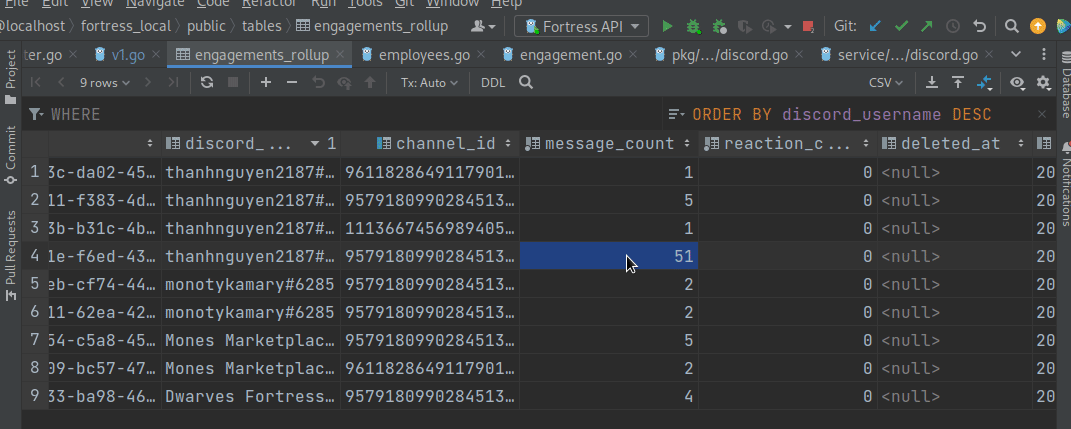 File Edit View Navigate Code Refactor Run Tools Git Window Help
@localhost fortress_local public tables engagements_rollup Fortress API Git:
ter.go v1.go engagements_rollup employees.go engagement.go pkg/.../discord.go service/.../discord.go
9 rows Tx: Auto DDL CSV
WHERE ORDER BY discord_username DESC
discord_... 1 channel_id message_count reaction_c... deleted_at
1 3c-da02-45... thanhnguyen2187#... 9611828649117901... 1 0 <null> 20
2 11-f383-4d... thanhnguyen2187#... 9579180990284513... 5 0 <null> 20
3 3b-b31c-4b... thanhnguyen2187#... 1113667456989405... 1 0 <null> 20
4 1e-f6ed-43... thanhnguyen2187#... 9579180990284513... 51 0 <null> 20
5 eb-cf74-44... monotykamary#6285 9579180990284513... 2 0 <null> 20
6 11-62ea-42... monotykamary#6285 9579180990284513... 2 0 <null> 20
7 54-c5a8-45... Mones Marketplac... 9579180990284513... 5 0 <null> 20
8 09-bc57-47... Mones Marketplac... 9611828649117901... 2 0 <null> 20
9 33-ba98-46... Dwarves Fortress... 9579180990284513... 4 0 <null> 20
Project
Commit
Pull Requests
Database
Notifications